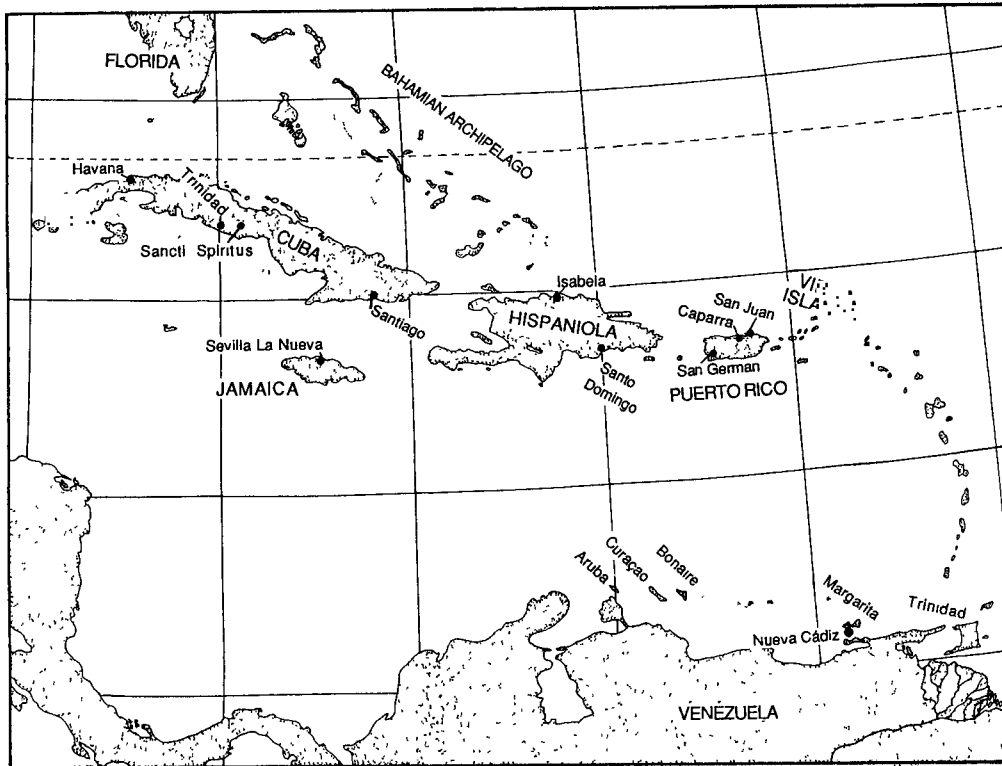 FLORIDA
BAHAMIAN ARCHIPELAGO
Havana
Trinidad
Sancti Spiritus
CUBA
Santiago
Isabela
HISPANIOLA
Santo
Domingo
San Juan
Caparra
San German
PUERTO RICO
VIR
ISLA
Sevilla La Nueva
JAMAICA
Aruba
Curaçao
Bonaire
Margarita
Trinidad
Nueva Cádiz
VENEZUELA